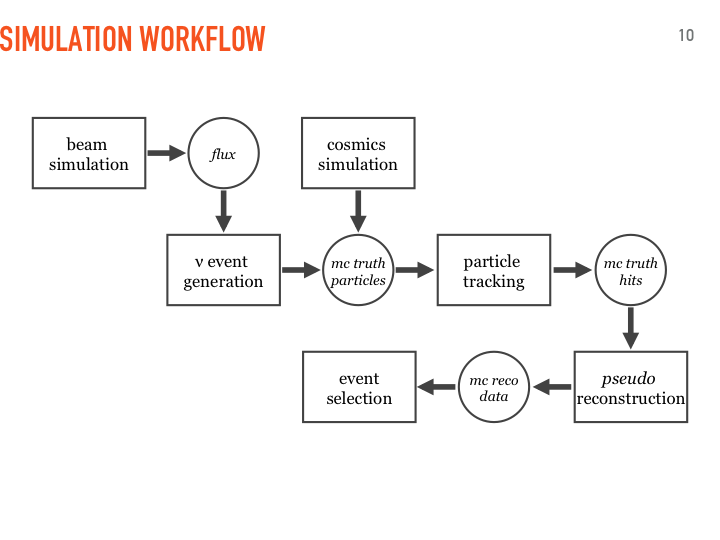 SIMULATION WORKFLOW
10
beam
simulation
flux
cosmics
simulation
ν event
generation
mc truth
particles
particle
tracking
mc truth
hits
event
selection
mc reco
data
pseudo
reconstruction